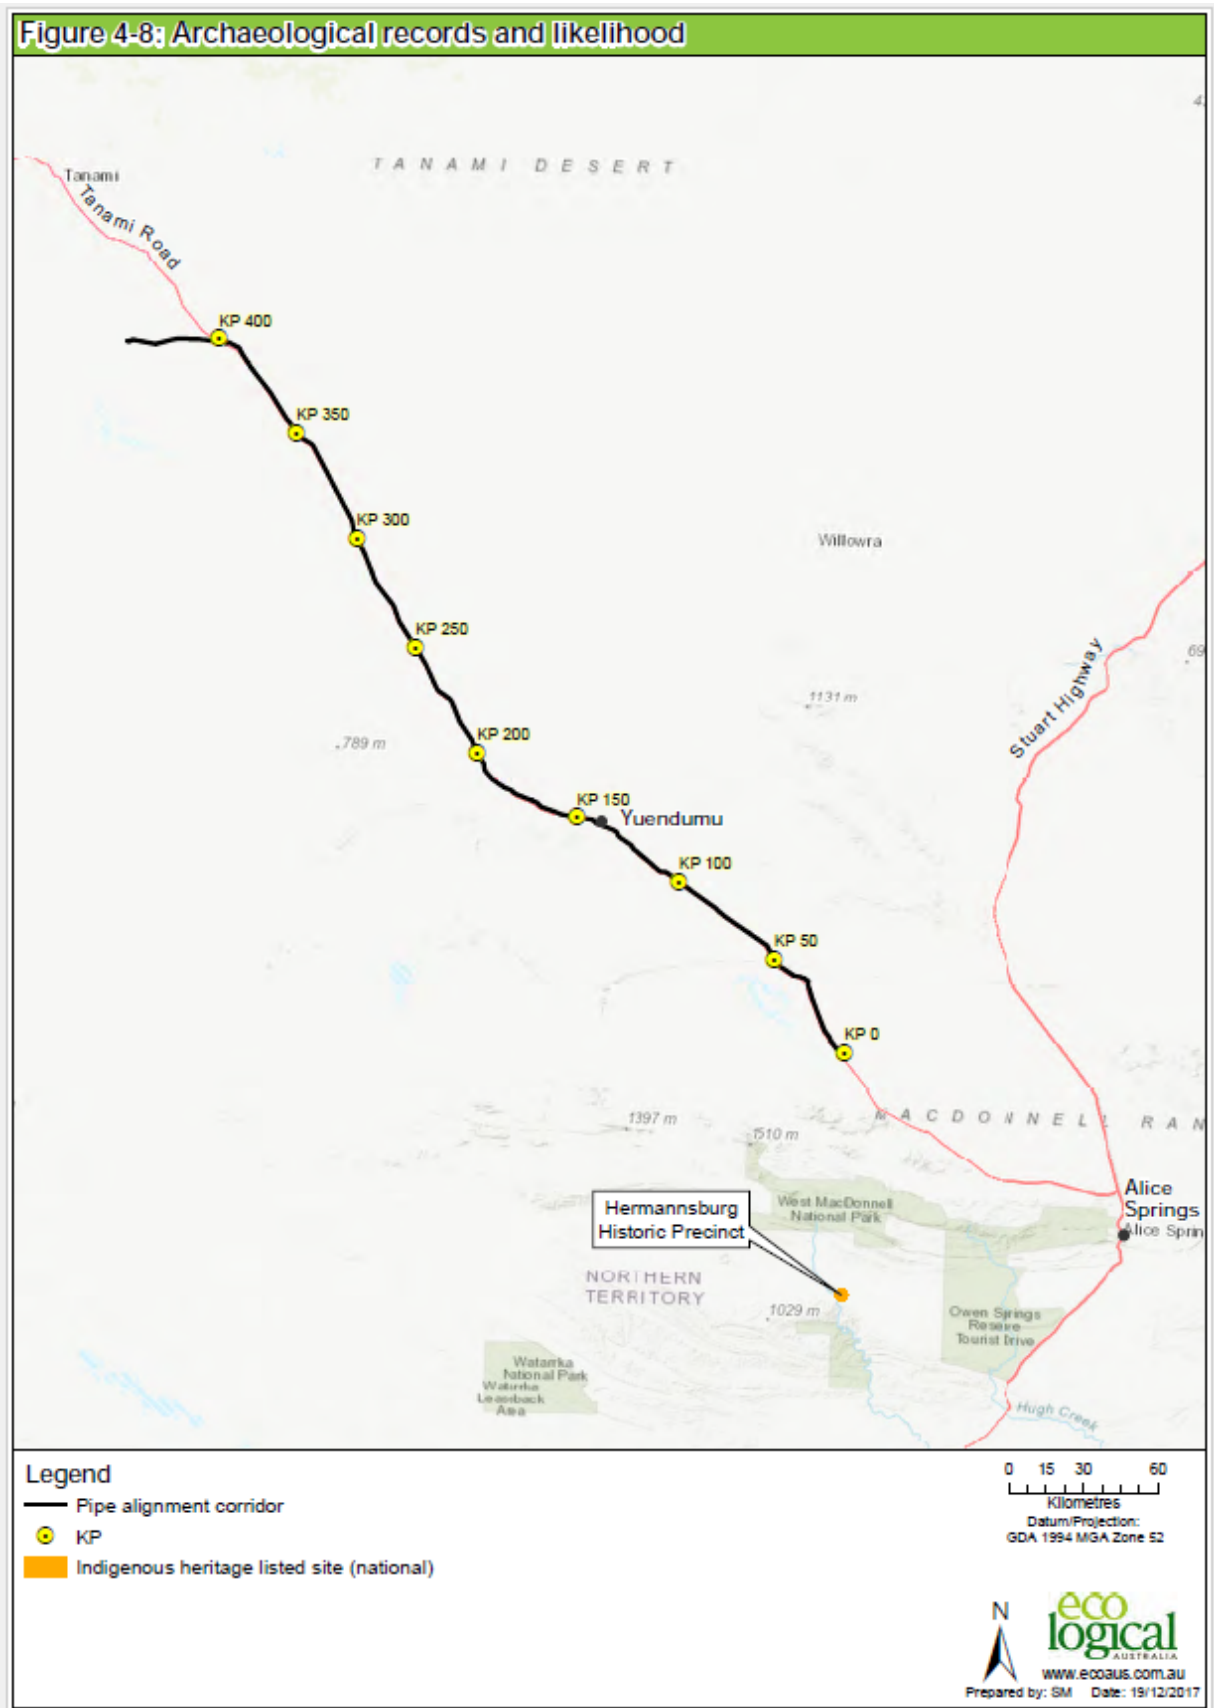 Figure 4-8: Archaeological records and likelihood
TANAMI DESERT
Tanami
Tanami Road
KP 400
KP 350
KP 300
Willowra
KP 250
Stuart Highway
69
1131 m
KP 200
789 m
KP 150
Yuendumu
KP 100
KP 50
KP 0
MACDONNELL RAN
1397 m
1510 m
Alice
Springs
Alice Sprin
West MacDonnell
National Park
Hermannsburg
Historic Precinct
NORTHERN
TERRITORY
1029 m
Owen Springs
Reserve
Tourist Drive
Watarrka
National Park
Watarrka
Leaseback
Area
Hugh Creek
Legend
Pipe alignment corridor
KP
Indigenous heritage listed site (national)
0 15 30 60
Kilometres
Datum/Projection:
GDA 1994 MGA Zone 52
N
eco
logical
AUSTRALIA
www.ecoaus.com.au
Prepared by: SM Date: 19/12/2017